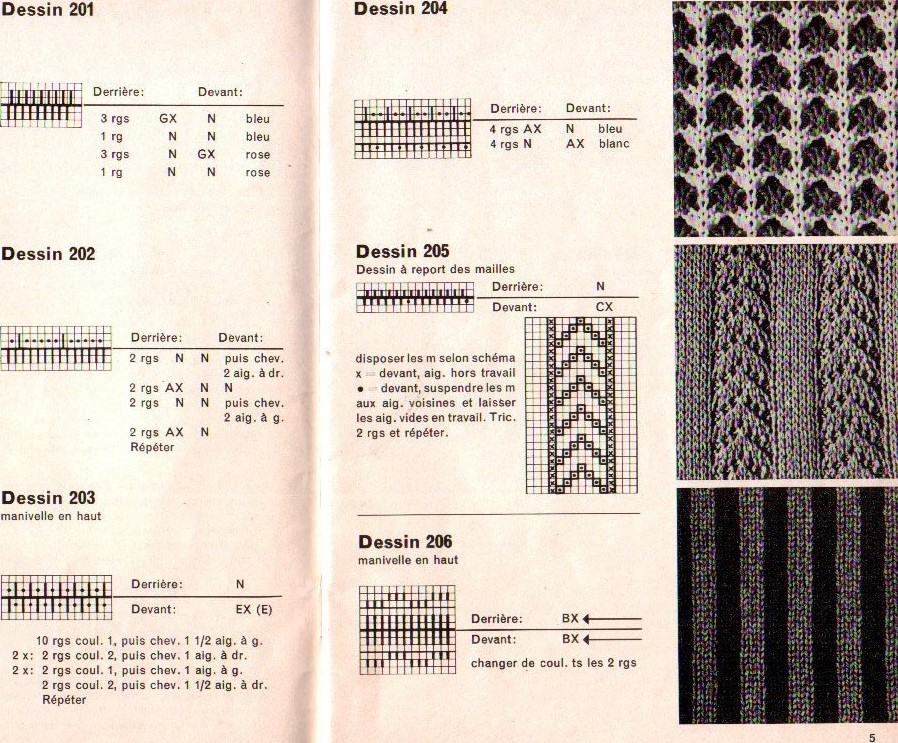 Dessin 201
Derrière: Devant:
3 rgs GX N bleu
1 rg N N bleu
3 rgs N GX rose
1 rg N N rose
Dessin 202
Derrière: Devant:
2 rgs N N puis chev.
2 aig. à dr.
2 rgs AX N N
2 rgs N N puis chev.
2 aig. à g.
2 rgs AX N
Répéter
Dessin 203
manivelle en haut
Derrière: N
Devant: EX (E)
10 rgs coul. 1, puis chev. 1 1/2 aig. à g.
2 x: 2 rgs coul. 2, puis chev. 1 aig. à dr.
2 x: 2 rgs coul. 1, puis chev. 1 aig. à g.
2 rgs coul. 2, puis chev. 1 1/2 aig. à dr.
Répéter
Dessin 204
Derrière: Devant:
4 rgs AX N bleu
4 rgs N AX blanc
Dessin 205
Dessin à report des mailles
Derrière: N
Devant: CX
disposer les m selon schéma
x = devant, aig. hors travail
• = devant, suspendre les m
aux aig. voisines et laisser
les aig. vides en travail. Tric.
2 rgs et répéter.
Dessin 206
manivelle en haut
Derrière: BX ←
Devant: BX ←
changer de coul. ts les 2 rgs
5